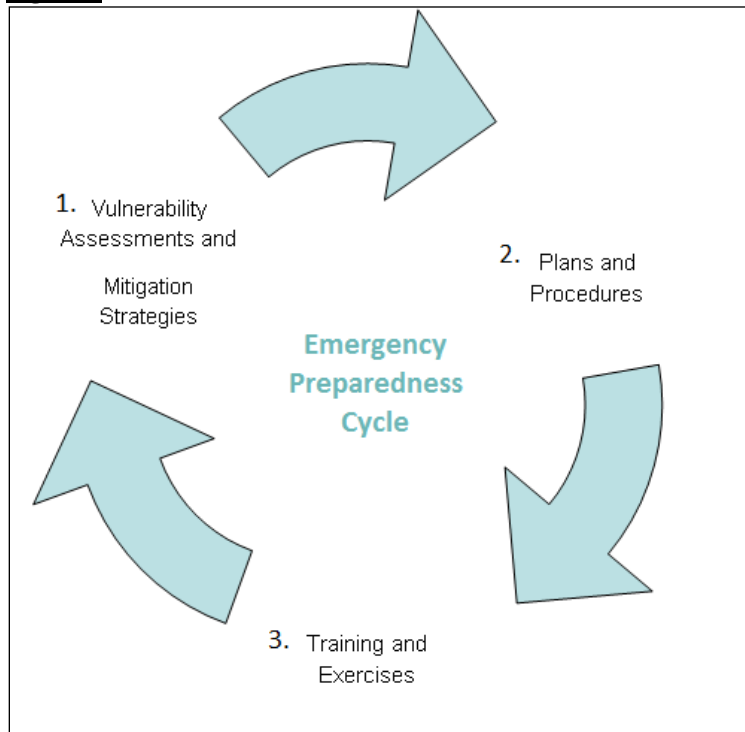 1. Vulnerability
Assessments and
Mitigation
Strategies
2. Plans and
Procedures
Emergency
Preparedness
Cycle
3. Training and
Exercises